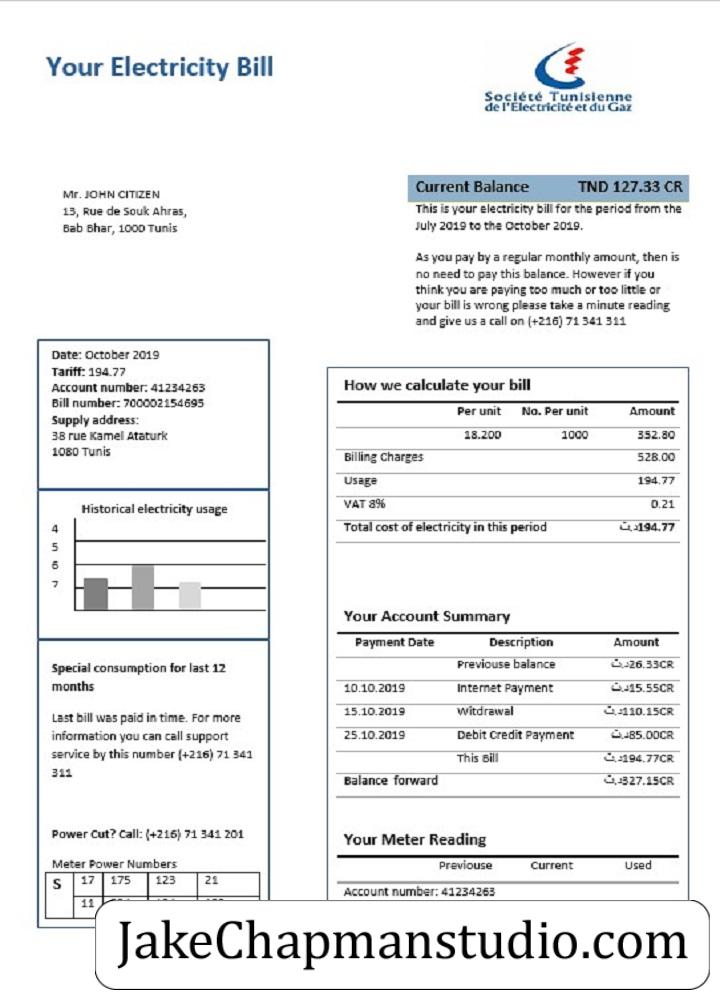 Your Electricity Bill
Société Tunisienne
de l'Electricité et du Gaz
Mr. JOHN CITIZEN
13, Rue de Souk Ahras,
Bab Bhar, 1000 Tunis
Current Balance TND 127.33 CR
This is your electricity bill for the period from the
July 2019 to the October 2019.
As you pay by a regular monthly amount, then is
no need to pay this balance. However if you
think you are paying too much or too little or
your bill is wrong please take a minute reading
and give us a call on (+216) 71 341 311
Date: October 2019
Tariff: 194.77
Account number: 41234263
Bill number: 700002154695
Supply address:
38 rue Kamel Ataturk
1080 Tunis
Historical electricity usage
4
5
6
7
Special consumption for last 12
months
Last bill was paid in time. For more
information you can call support
service by this number (+216) 71 341
311
Power Cut? Call: (+216) 71 341 201
Meter Power Numbers
S 17 175 123 21
11
How we calculate your bill
Per unit No. Per unit Amount
18.200 1000 352.80
Billing Charges 528.00
Usage 194.77
VAT 8% 0.21
Total cost of electricity in this period د.ت194.77
Your Account Summary
Payment Date Description Amount
Previouse balance د.ت26.33CR
10.10.2019 Internet Payment د.ت15.55CR
15.10.2019 Witdrawal د.ت110.15CR
25.10.2019 Debit Credit Payment د.ت85.00CR
This Bill د.ت194.77CR
Balance forward د.ت327.15CR
Your Meter Reading
Previouse Current Used
Account number: 41234263
JakeChapmanstudio.com